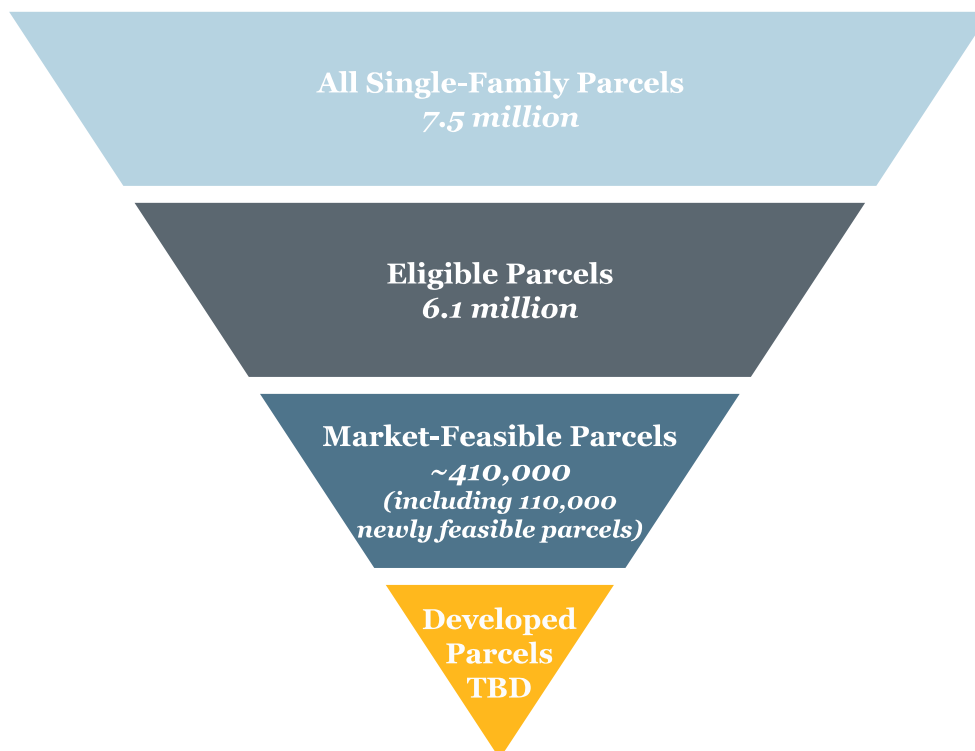 All Single-Family Parcels
7.5 million
Eligible Parcels
6.1 million
Market-Feasible Parcels
~410,000
(including 110,000
newly feasible parcels)
Developed
Parcels
TBD